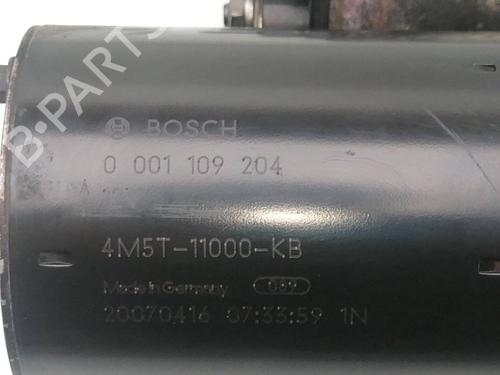 B-PARTS
BOSCH
0 001 109 204
4M5T-11000-KB
Made in Germany
20070416 07:33:59 1N